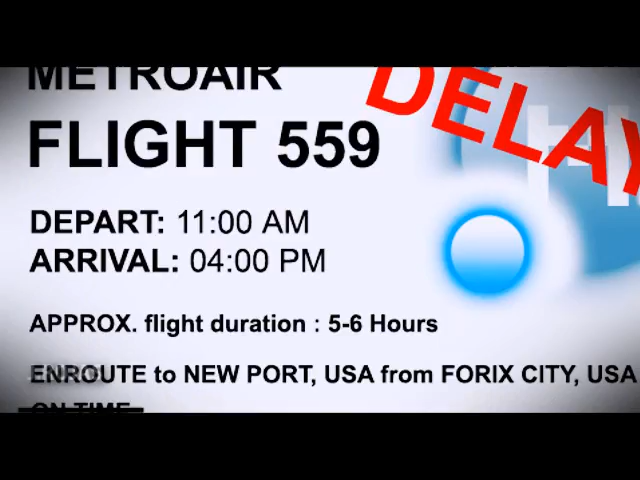 METROAIR
DELAY
FLIGHT 559
DEPART: 11:00 AM
ARRIVAL: 04:00 PM
APPROX. flight duration : 5-6 Hours
ENROUTE to NEW PORT, USA from FORIX CITY, USA
ON TIME